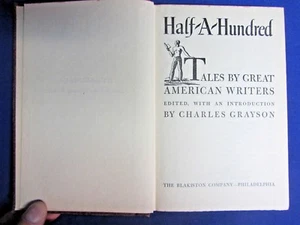 Half-A-Hundred
TALES BY GREAT
AMERICAN WRITERS
EDITED, WITH AN INTRODUCTION
BY CHARLES GRAYSON
THE BLAKISTON COMPANY · PHILADELPHIA